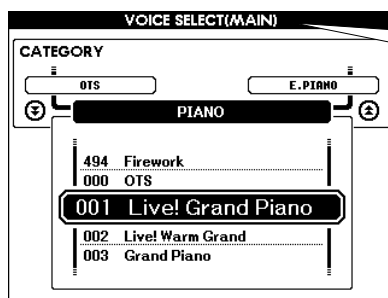 VOICE SELECT(MAIN)
CATEGORY
OTS
E.PIANO
PIANO
494 Firework
000 OTS
001 Live! Grand Piano
002 Live! Warm Grand
003 Grand Piano